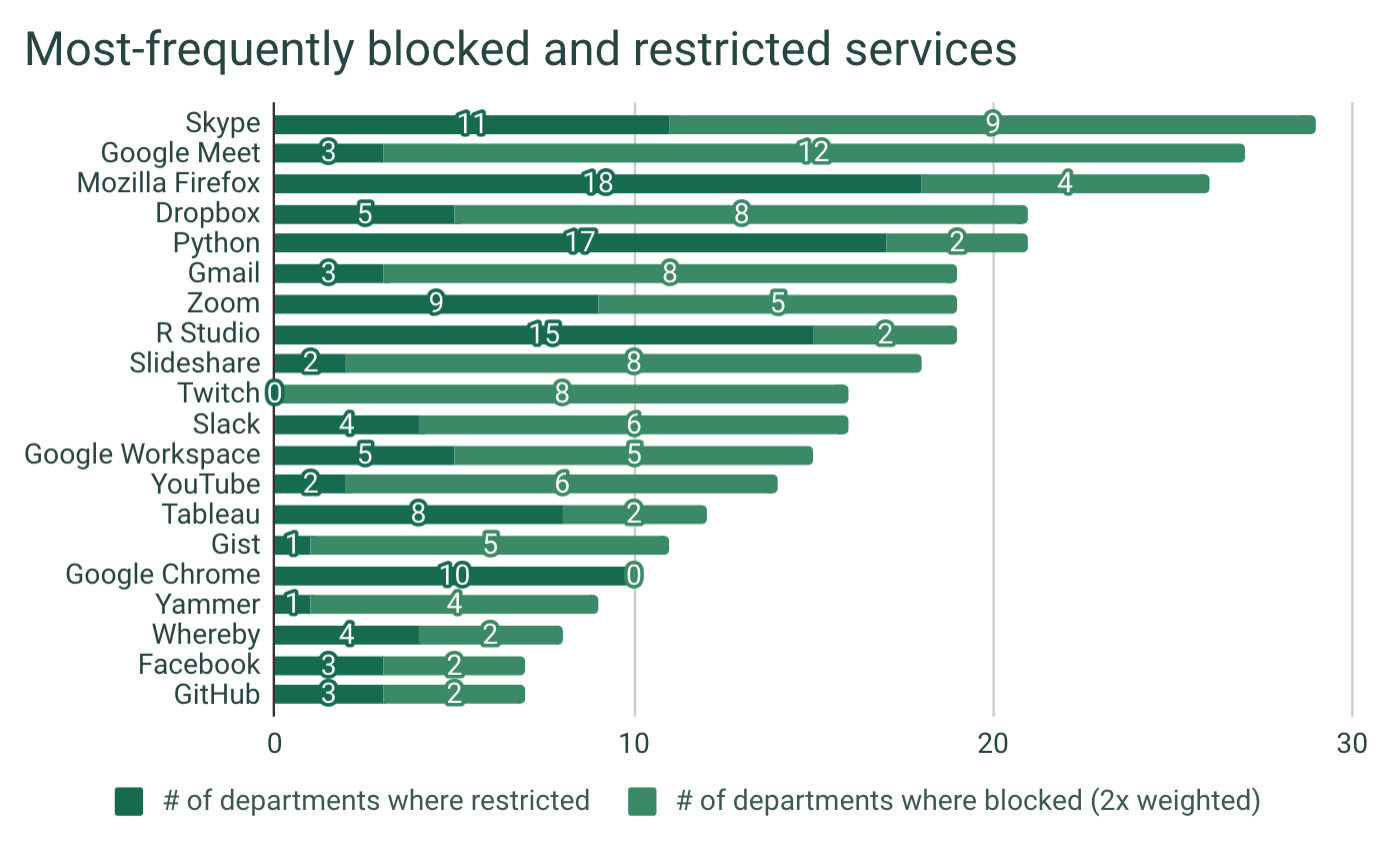 Most-frequently blocked and restricted services
Skype 11 9
Google Meet 3 12
Mozilla Firefox 18 4
Dropbox 5 8
Python 17 2
Gmail 3 8
Zoom 9 5
R Studio 15 2
Slideshare 2 8
Twitch 0 8
Slack 4 6
Google Workspace 5 5
YouTube 2 6
Tableau 8 2
Gist 1 5
Google Chrome 10 0
Yammer 1 4
Whereby 4 2
Facebook 3 2
GitHub 3 2
0 10 20 30
# of departments where restricted # of departments where blocked (2x weighted)